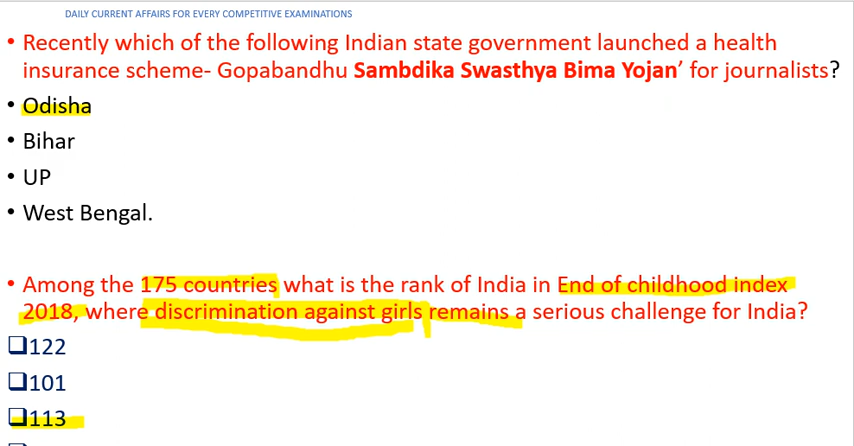 DAILY CURRENT AFFAIRS FOR EVERY COMPETITIVE EXAMINATIONS
• Recently which of the following Indian state government launched a health
insurance scheme- Gopabandhu Sambdika Swasthya Bima Yojan’ for journalists?
• Odisha
• Bihar
• UP
• West Bengal.
• Among the 175 countries what is the rank of India in End of childhood index
2018, where discrimination against girls remains a serious challenge for India?
❑122
❑101
❑113